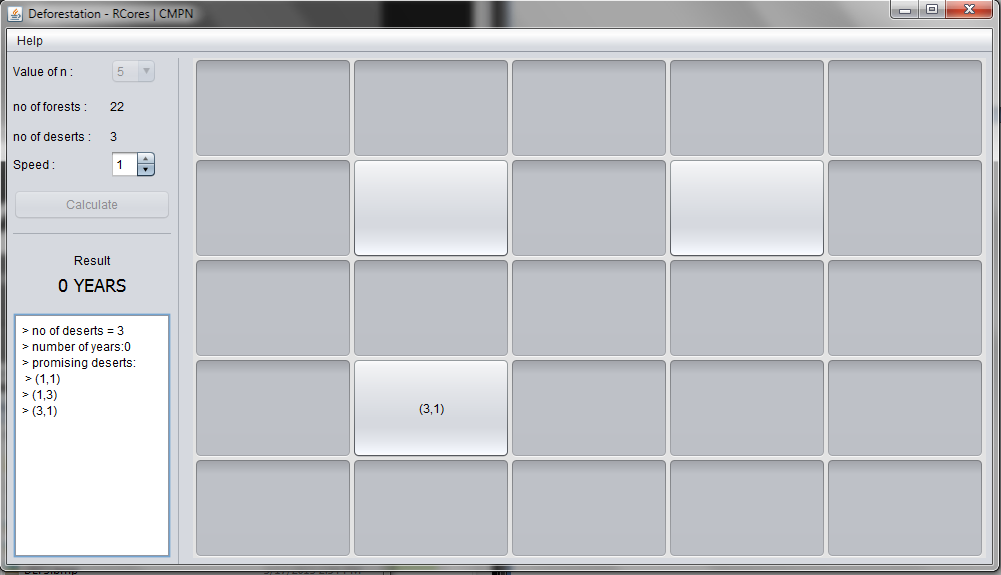 Deforestation - RCores | CMPN
Help
Value of n :
5
no of forests :
22
no of deserts :
3
Speed :
1
Calculate
Result
0 YEARS
> no of deserts = 3
> number of years:0
> promising deserts:
> (1,1)
> (1,3)
> (3,1)
(3,1)